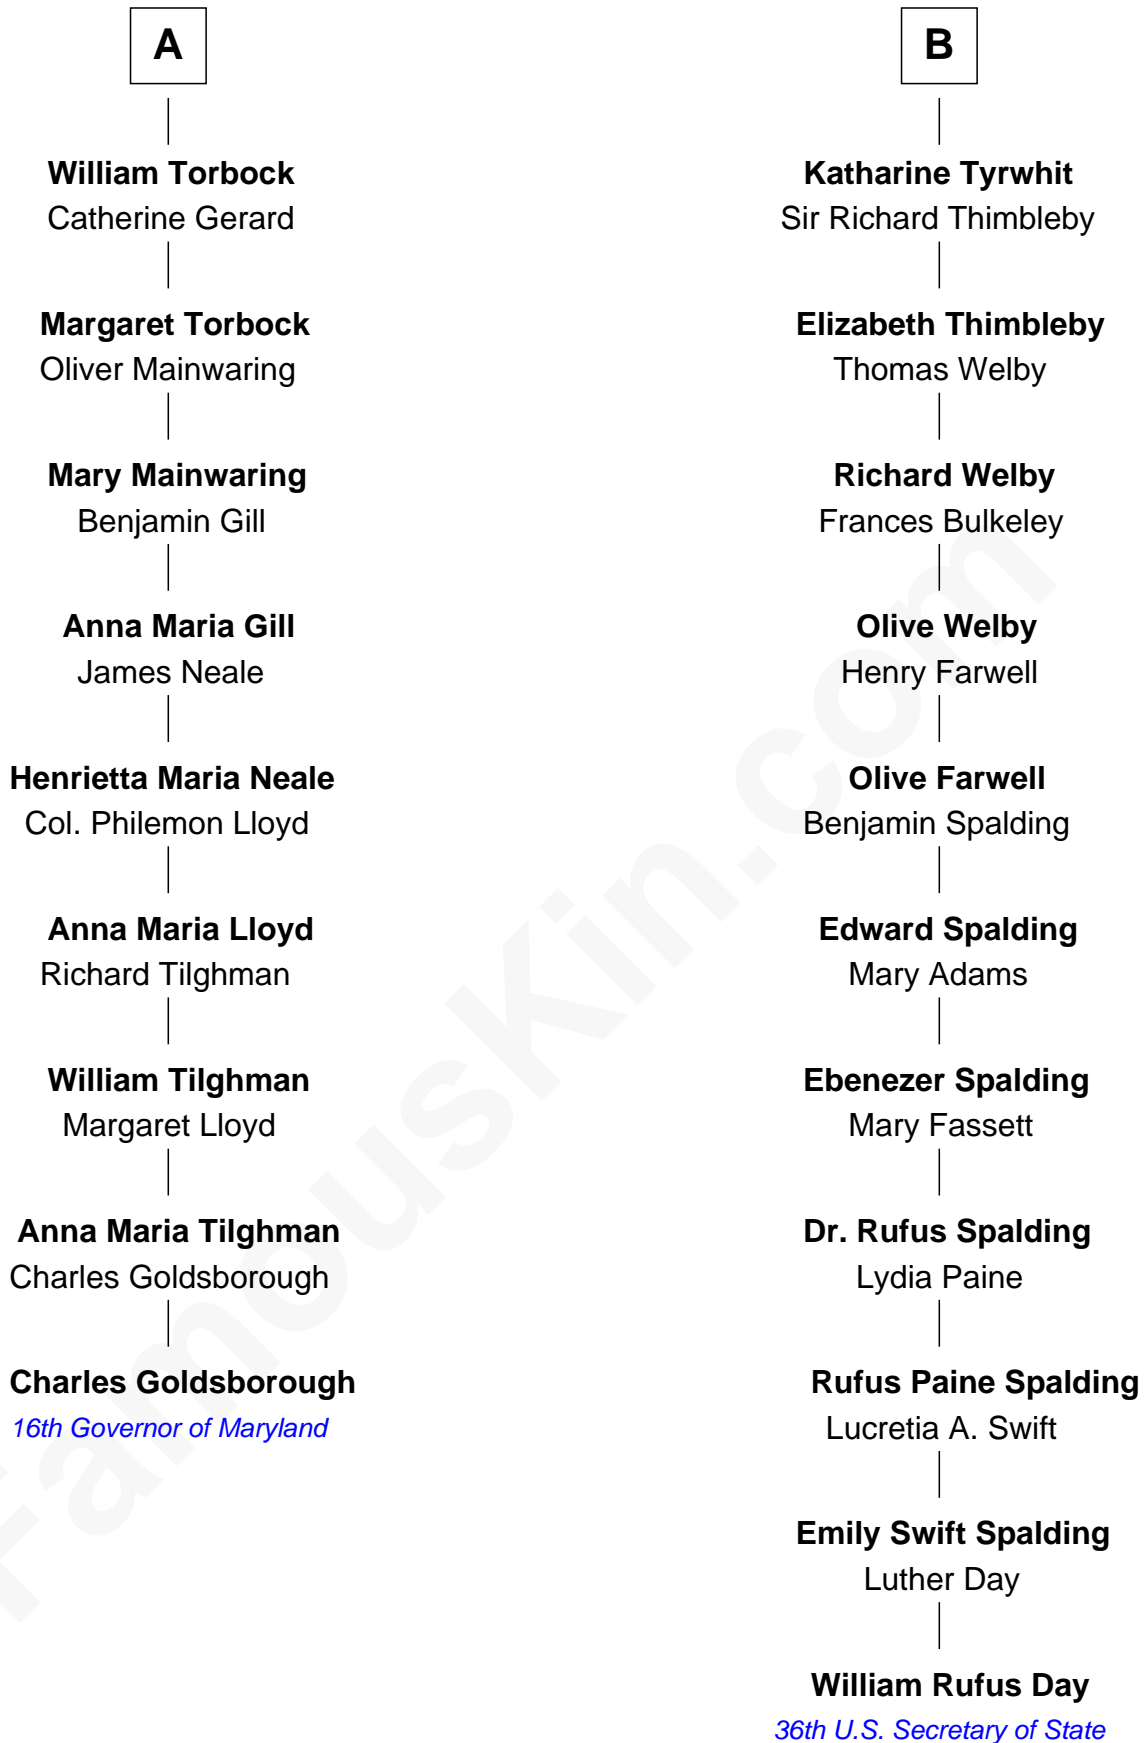 A
William Torbock
Catherine Gerard
Margaret Torbock
Oliver Mainwaring
Mary Mainwaring
Benjamin Gill
Anna Maria Gill
James Neale
Henrietta Maria Neale
Col. Philemon Lloyd
Anna Maria Lloyd
Richard Tilghman
William Tilghman
Margaret Lloyd
Anna Maria Tilghman
Charles Goldsborough
Charles Goldsborough
16th Governor of Maryland
B
Katharine Tyrwhit
Sir Richard Thimbleby
Elizabeth Thimbleby
Thomas Welby
Richard Welby
Frances Bulkeley
Olive Welby
Henry Farwell
Olive Farwell
Benjamin Spalding
Edward Spalding
Mary Adams
Ebenezer Spalding
Mary Fassett
Dr. Rufus Spalding
Lydia Paine
Rufus Paine Spalding
Lucretia A. Swift
Emily Swift Spalding
Luther Day
William Rufus Day
36th U.S. Secretary of State
FamousKin.com